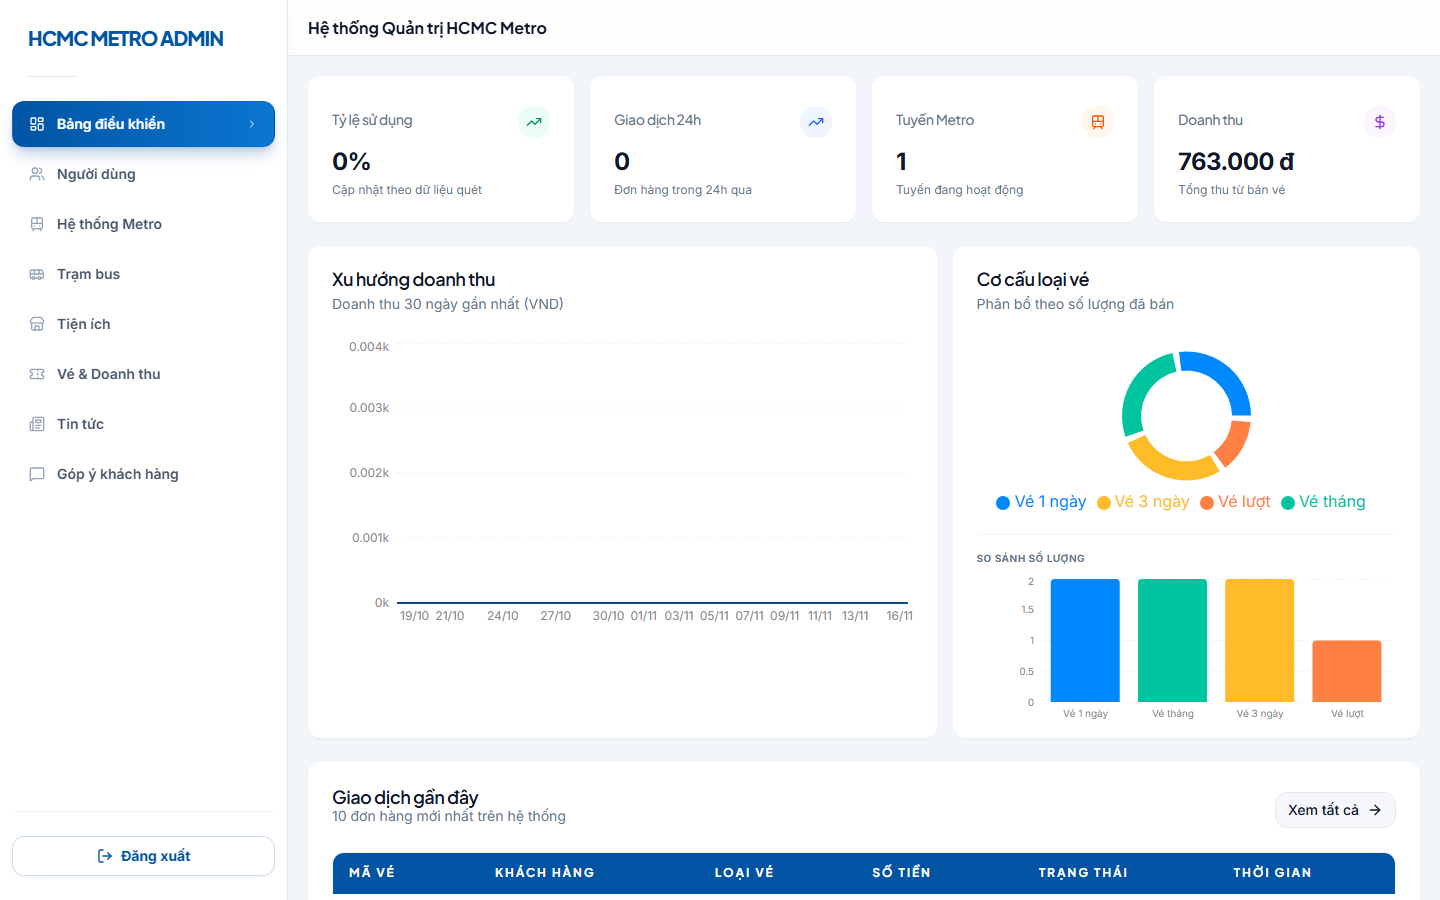 HCMC METRO ADMIN
Bảng điều khiển
Người dùng
Hệ thống Metro
Trạm bus
Tiện ích
Vé & Doanh thu
Tin tức
Góp ý khách hàng
Đăng xuất
Hệ thống Quản trị HCMC Metro
Tỷ lệ sử dụng
0%
Cập nhật theo dữ liệu quét
Giao dịch 24h
0
Đơn hàng trong 24h qua
Tuyến Metro
1
Tuyến đang hoạt động
Doanh thu
763.000 đ
Tổng thu từ bán vé
Xu hướng doanh thu
Doanh thu 30 ngày gần nhất (VND)
0.004k
0.003k
0.002k
0.001k
0k
19/10 21/10 24/10 27/10 30/10 01/11 03/11 05/11 07/11 09/11 11/11 13/11 16/11
Cơ cấu loại vé
Phân bổ theo số lượng đã bán
Vé 1 ngày Vé 3 ngày Vé lượt Vé tháng
SO SÁNH SỐ LƯỢNG
2
1.5
1
0.5
0
Vé 1 ngày Vé tháng Vé 3 ngày Vé lượt
Giao dịch gần đây
10 đơn hàng mới nhất trên hệ thống
Xem tất cả
MÃ VÉ KHÁCH HÀNG LOẠI VÉ SỐ TIỀN TRẠNG THÁI THỜI GIAN